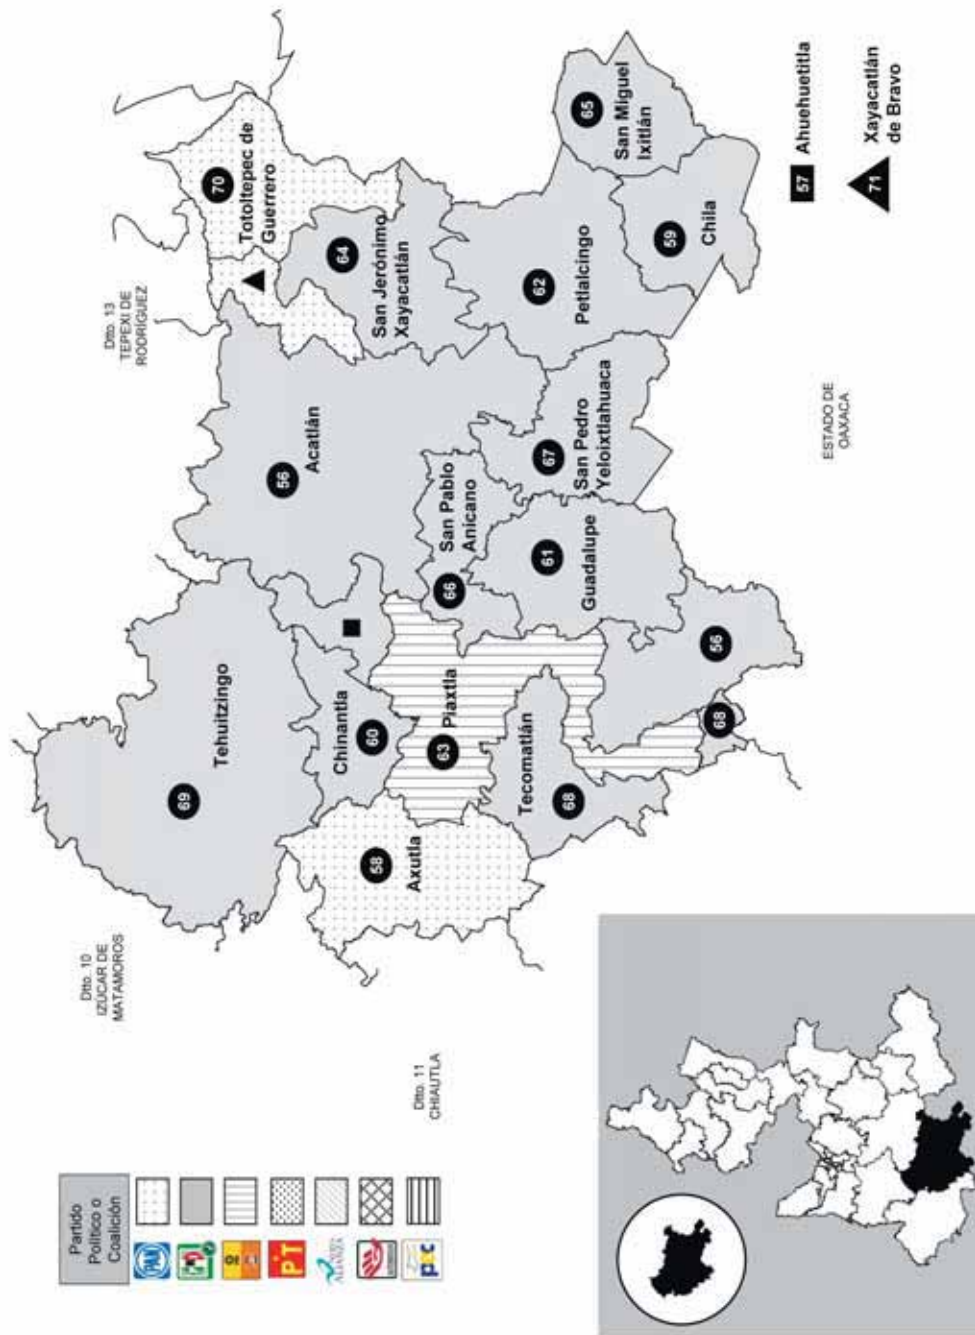 Partido
Político o
Coalición
PAN
PRI
PT
ALIANZA
Dtto. 10
IZÚCAR DE
MATAMOROS
Dtto. 13
TEPEXI DE
RODRÍGUEZ
Dtto. 11
CHIAUTLA
ESTADO DE
OAXACA
69
Tehuitzingo
56
Acatlán
70
Totoltepec de
Guerrero
64
San Jerónimo
Xayacatlán
60
Chinantla
58
Axutla
63
Piaxtla
66
San Pablo
Anicano
62
Petlalcingo
65
San Miguel
Ixitlán
59
Chila
67
San Pedro
Yeloixtlahuaca
61
Guadalupe
68
Tecomatlán
56
68
57
Ahuehuetitla
71
Xayacatlán
de Bravo